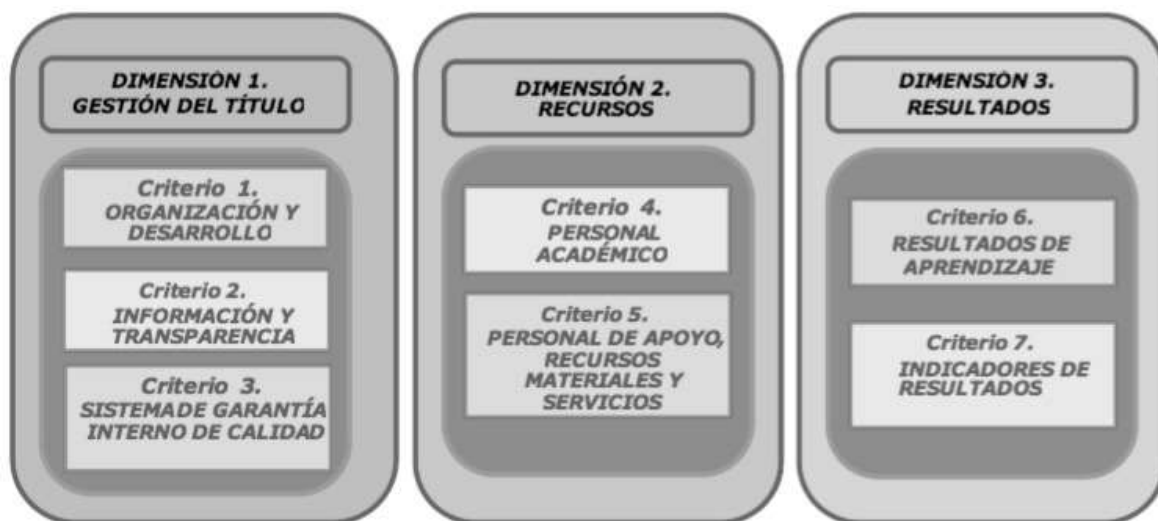 DIMENSIÓN 1.
GESTIÓN DEL TÍTULO
Criterio 1.
ORGANIZACIÓN Y
DESARROLLO
Criterio 2.
INFORMACIÓN Y
TRANSPARENCIA
Criterio 3.
SISTEMA DE GARANTÍA
INTERNO DE CALIDAD
DIMENSIÓN 2.
RECURSOS
Criterio 4.
PERSONAL
ACADÉMICO
Criterio 5.
PERSONAL DE APOYO,
RECURSOS
MATERIALES Y
SERVICIOS
DIMENSIÓN 3.
RESULTADOS
Criterio 6.
RESULTADOS DE
APRENDIZAJE
Criterio 7.
INDICADORES DE
RESULTADOS